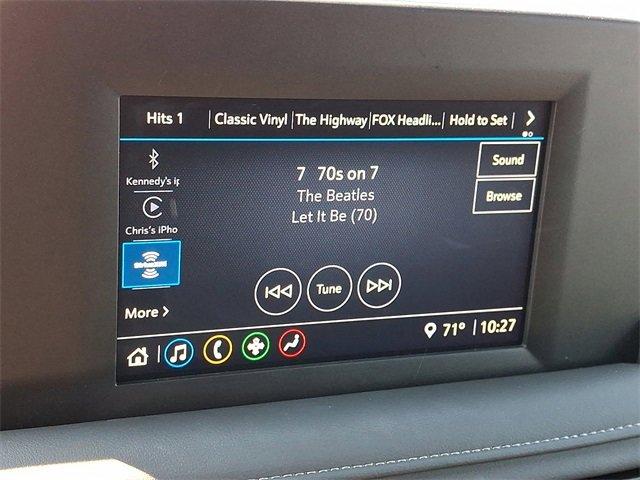 Hits 1 Classic Vinyl The Highway FOX Headli... Hold to Set
Kennedy's ip
Chris's iPho
More
7 70s on 7
The Beatles
Let It Be (70)
Tune
Sound
Browse
71° 10:27